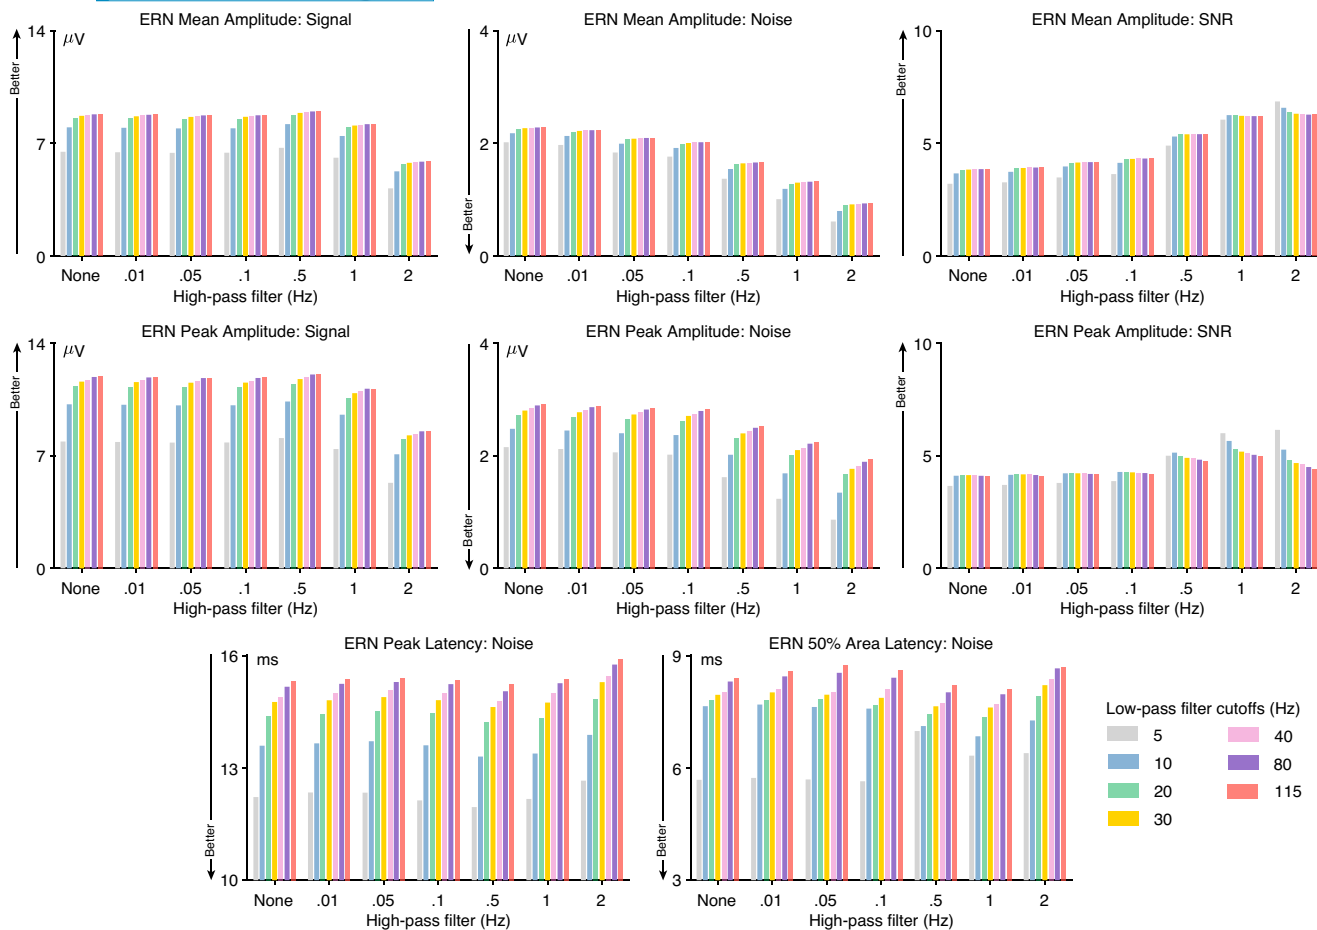 ERN Mean Amplitude: Signal
14
μV
7
0
Better
None .01 .05 .1 .5 1 2
High-pass filter (Hz)
ERN Mean Amplitude: Noise
4
μV
2
0
Better
None .01 .05 .1 .5 1 2
High-pass filter (Hz)
ERN Mean Amplitude: SNR
10
5
0
Better
None .01 .05 .1 .5 1 2
High-pass filter (Hz)
ERN Peak Amplitude: Signal
14
μV
7
0
Better
None .01 .05 .1 .5 1 2
High-pass filter (Hz)
ERN Peak Amplitude: Noise
4
μV
2
0
Better
None .01 .05 .1 .5 1 2
High-pass filter (Hz)
ERN Peak Amplitude: SNR
10
5
0
Better
None .01 .05 .1 .5 1 2
High-pass filter (Hz)
ERN Peak Latency: Noise
16
ms
13
10
Better
None .01 .05 .1 .5 1 2
High-pass filter (Hz)
ERN 50% Area Latency: Noise
9
ms
6
3
Better
None .01 .05 .1 .5 1 2
High-pass filter (Hz)
Low-pass filter cutoffs (Hz)
5 40
10 80
20 115
30